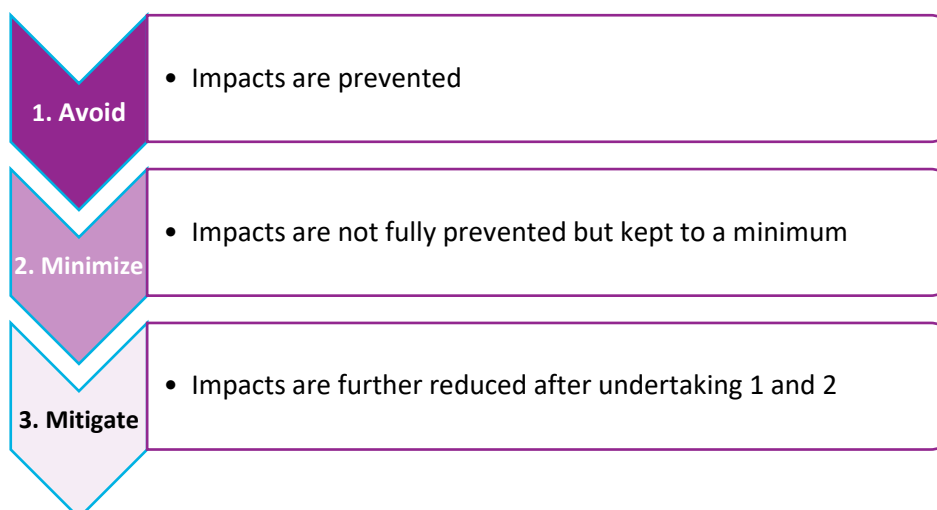 1. Avoid
• Impacts are prevented
2. Minimize
• Impacts are not fully prevented but kept to a minimum
3. Mitigate
• Impacts are further reduced after undertaking 1 and 2